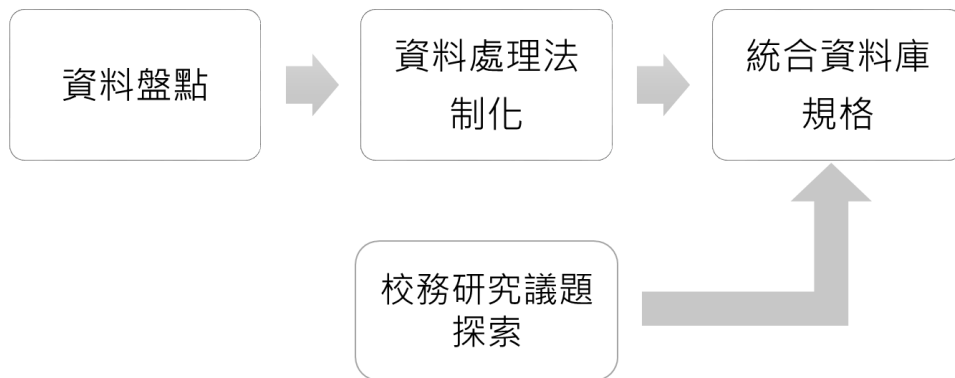 資料盤點
資料處理法
制化
統合資料庫
規格
校務研究議題
探索